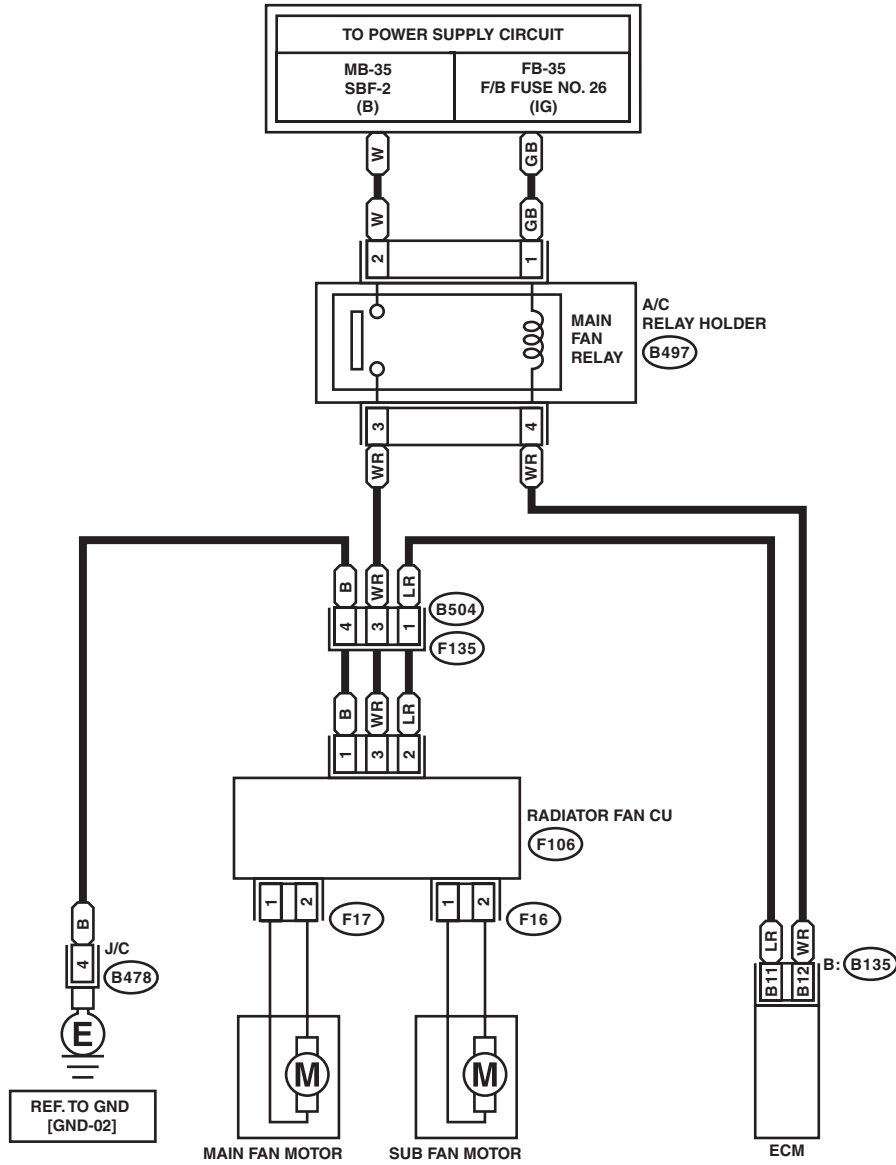 TO POWER SUPPLY CIRCUIT
MB-35
SBF-2
(B)
FB-35
F/B FUSE NO. 26
(IG)
W
GB
W
GB
2
1
MAIN
FAN
RELAY
A/C
RELAY HOLDER
B497
3
4
WR
WR
B
WR
LR
4
3
1
B504
F135
B
WR
LR
1
3
2
RADIATOR FAN CU
F106
1
2
F17
1
2
F16
B
4
J/C
B478
E
REF. TO GND
[GND-02]
LR
WR
B11
B12
B: B135
M
M
MAIN FAN MOTOR
SUB FAN MOTOR
ECM